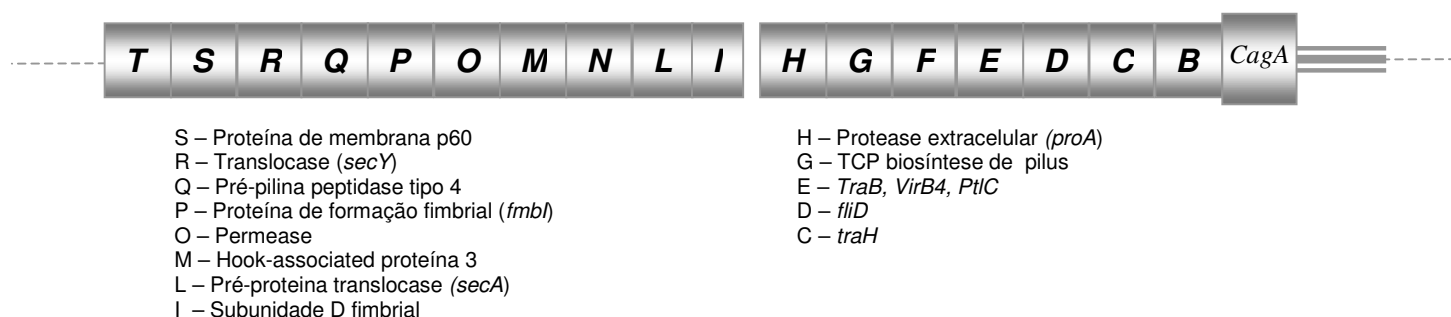 T S R Q P O M N L I H G F E D C B CagA
S – Proteína de membrana p60
R – Translocase (secY)
Q – Pré-pilina peptidase tipo 4
P – Proteína de formação fimbrial (fmbl)
O – Permease
M – Hook-associated proteína 3
L – Pré-proteina translocase (secA)
I – Subunidade D fimbrial
H – Protease extracelular (proA)
G – TCP biosíntese de pilus
E – TraB, VirB4, PtlC
D – fliD
C – traH